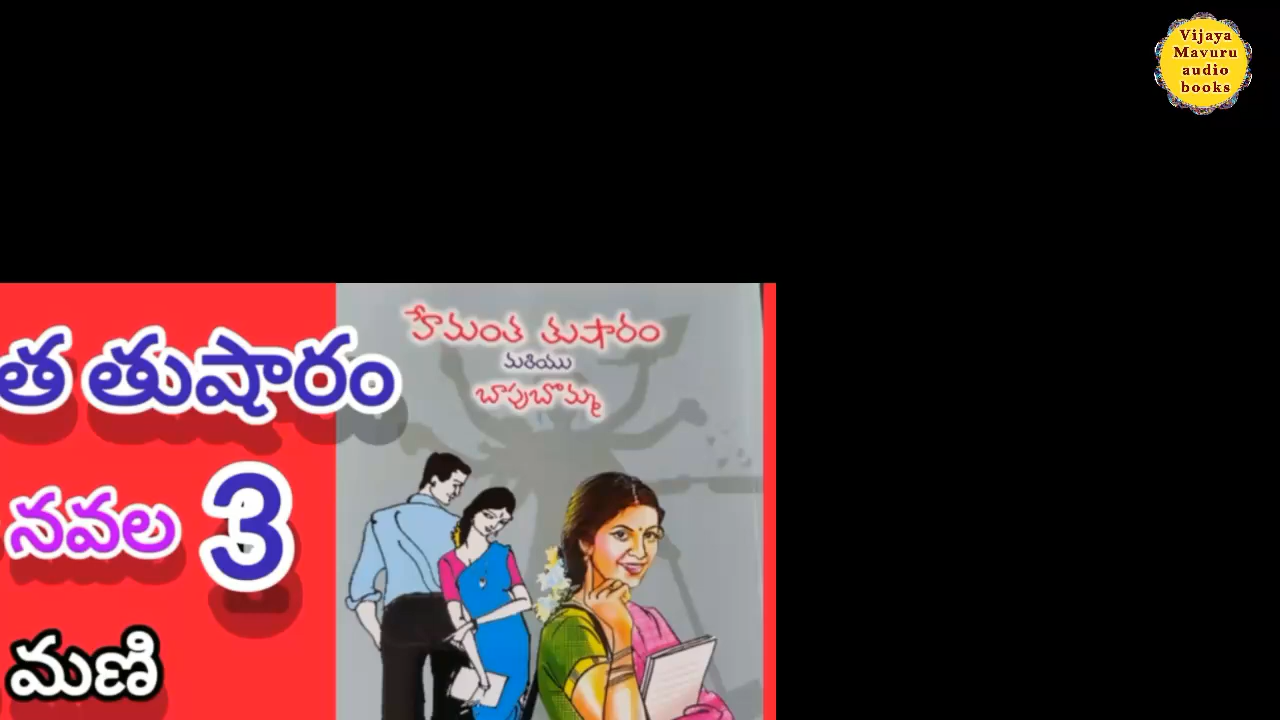 Vijaya
Mavuru
audio
books
త తుషారం
నవల 3
మణి
హేమంత తుషారం
మరియు
బాపుబొమ్మ